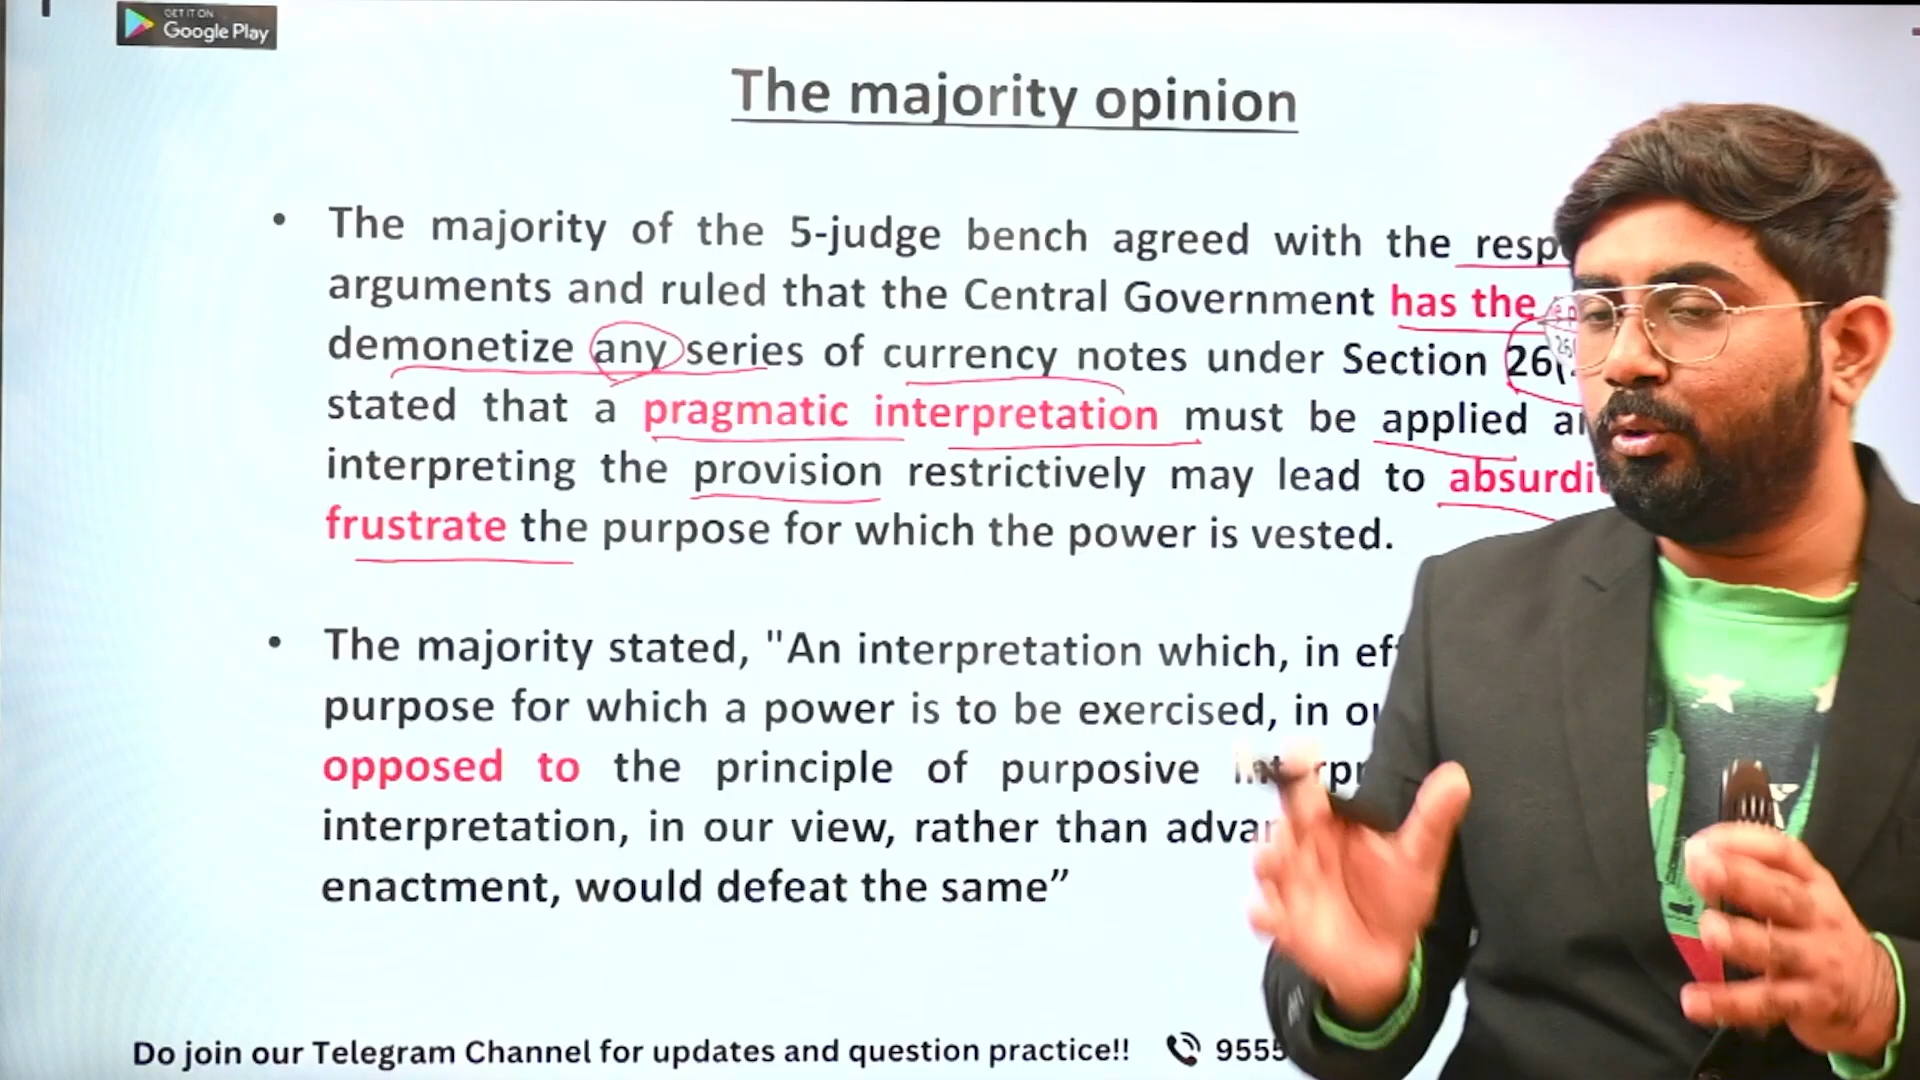 GET IT ON
Google Play
The majority opinion
• The majority of the 5-judge bench agreed with the
arguments and ruled that the Central Government has the
demonetize any series of currency notes under Section
stated that a pragmatic interpretation must be applied
interpreting the provision restrictively may lead to
frustrate the purpose for which the power is vested.
• The majority stated, "An interpretation which, in
purpose for which a power is to be exercised, in
opposed to the principle of purposive
interpretation, in our view, rather than
enactment, would defeat the same”
Do join our Telegram Channel for updates and question practice!! 9555